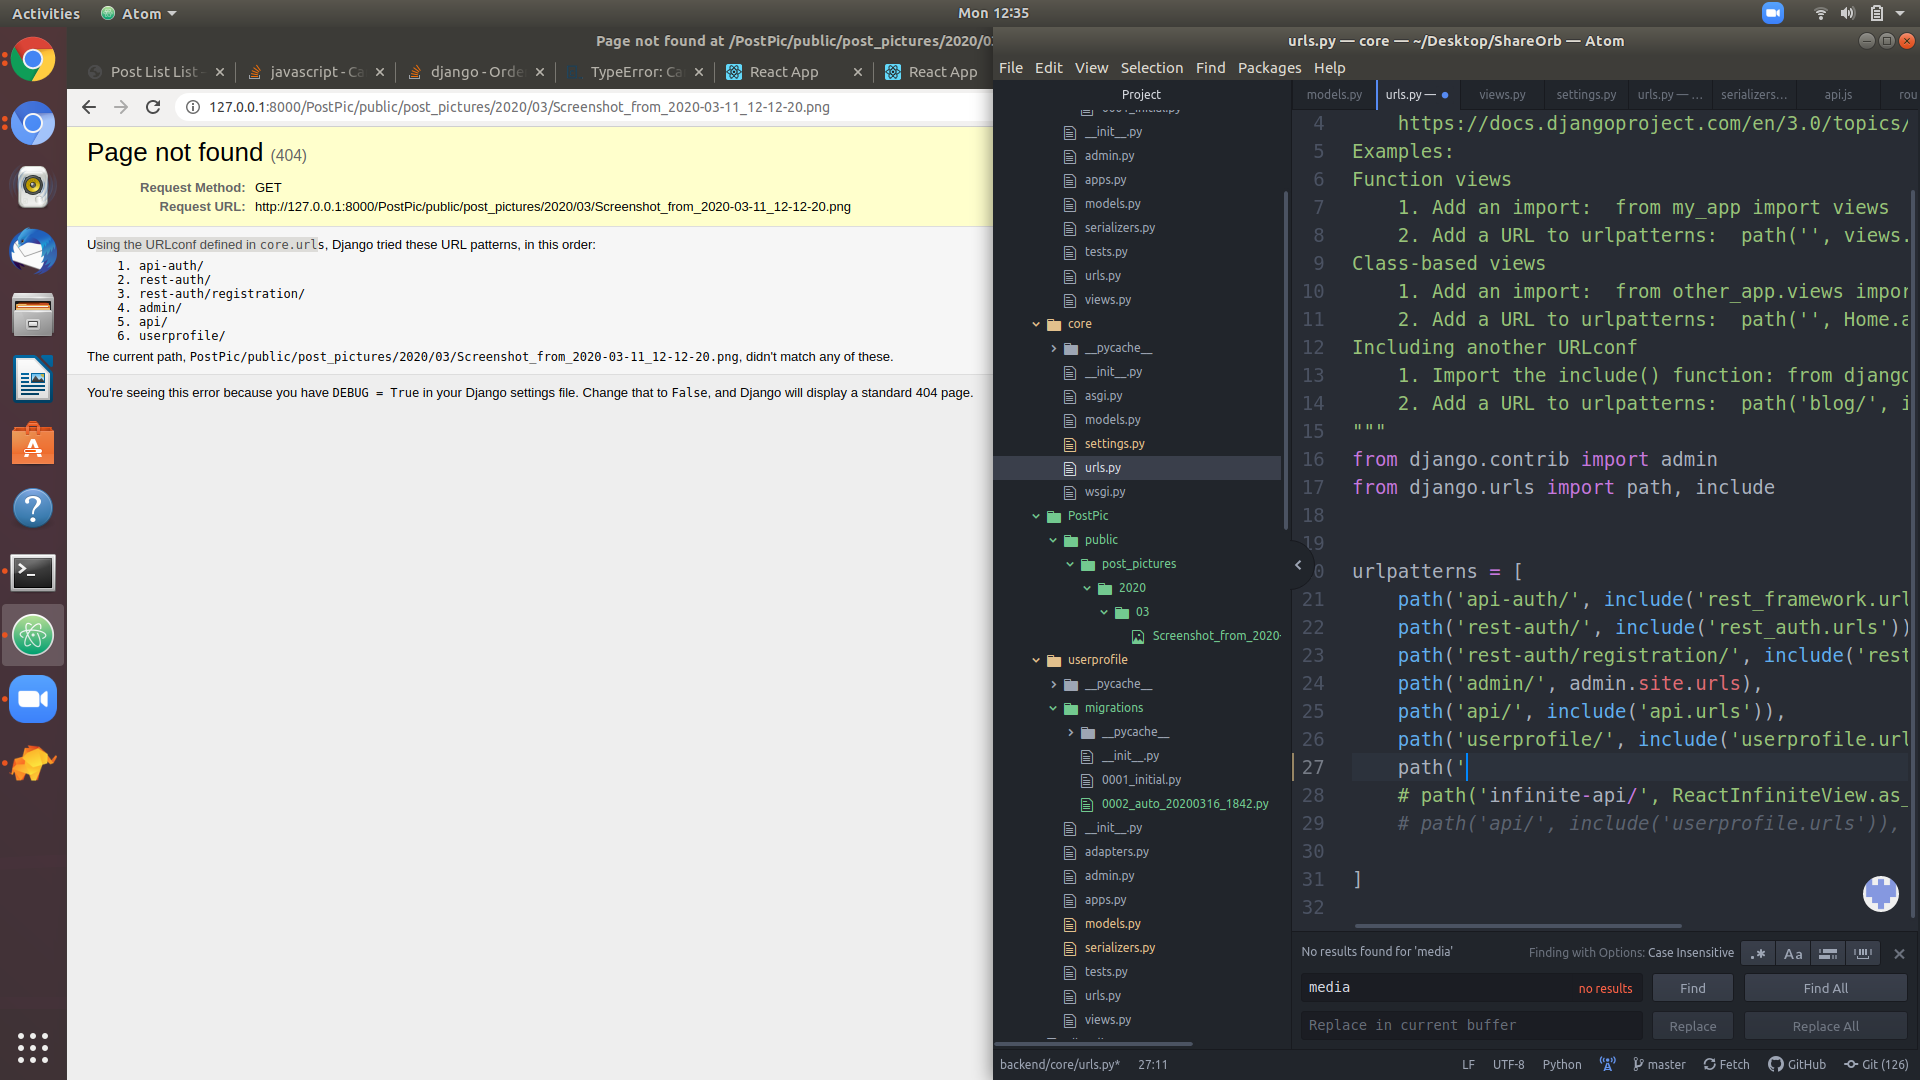 Activities
Atom
Mon 12:35
Page not found at /PostPic/public/post_pictures/2020/03
Post List List -
javascript - Ca
django - Orde
TypeError: Ca
React App
React App
127.0.0.1:8000/PostPic/public/post_pictures/2020/03/Screenshot_from_2020-03-11_12-12-20.png
Page not found (404)
Request Method: GET
Request URL: http://127.0.0.1:8000/PostPic/public/post_pictures/2020/03/Screenshot_from_2020-03-11_12-12-20.png
Using the URLconf defined in core.urls, Django tried these URL patterns, in this order:
1. api-auth/
2. rest-auth/
3. rest-auth/registration/
4. admin/
5. api/
6. userprofile/
The current path, PostPic/public/post_pictures/2020/03/Screenshot_from_2020-03-11_12-12-20.png, didn't match any of these.
You're seeing this error because you have DEBUG = True in your Django settings file. Change that to False, and Django will display a standard 404 page.
urls.py — core — ~/Desktop/ShareOrb — Atom
File Edit View Selection Find Packages Help
Project
__init__.py
admin.py
apps.py
models.py
serializers.py
tests.py
urls.py
views.py
core
__pycache__
__init__.py
asgi.py
models.py
settings.py
urls.py
wsgi.py
PostPic
public
post_pictures
2020
03
Screenshot_from_2020-
userprofile
__pycache__
migrations
__pycache__
__init__.py
0001_initial.py
0002_auto_20200316_1842.py
__init__.py
adapters.py
admin.py
apps.py
models.py
serializers.py
tests.py
urls.py
views.py
models.py
urls.py —
views.py
settings.py
urls.py — ...
serializers...
api.js
rou
4 https://docs.djangoproject.com/en/3.0/topics/
5 Examples:
6 Function views
7 1. Add an import:  from my_app import views
8 2. Add a URL to urlpatterns:  path('', views.
9 Class-based views
10 1. Add an import:  from other_app.views impor
11 2. Add a URL to urlpatterns:  path('', Home.a
12 Including another URLconf
13 1. Import the include() function: from django
14 2. Add a URL to urlpatterns:  path('blog/', i
15 """
16 from django.contrib import admin
17 from django.urls import path, include
18
19
0 urlpatterns = [
21 path('api-auth/', include('rest_framework.url
22 path('rest-auth/', include('rest_auth.urls'))
23 path('rest-auth/registration/', include('rest
24 path('admin/', admin.site.urls),
25 path('api/', include('api.urls')),
26 path('userprofile/', include('userprofile.url
27 path('
28 # path('infinite-api/', ReactInfiniteView.as_
29 # path('api/', include('userprofile.urls')),
30
31 ]
32
No results found for 'media'
Finding with Options: Case Insensitive
.*
Aa
media
no results
Find
Find All
Replace in current buffer
Replace
Replace All
backend/core/urls.py*
27:11
LF
UTF-8
Python
master
Fetch
GitHub
Git (126)